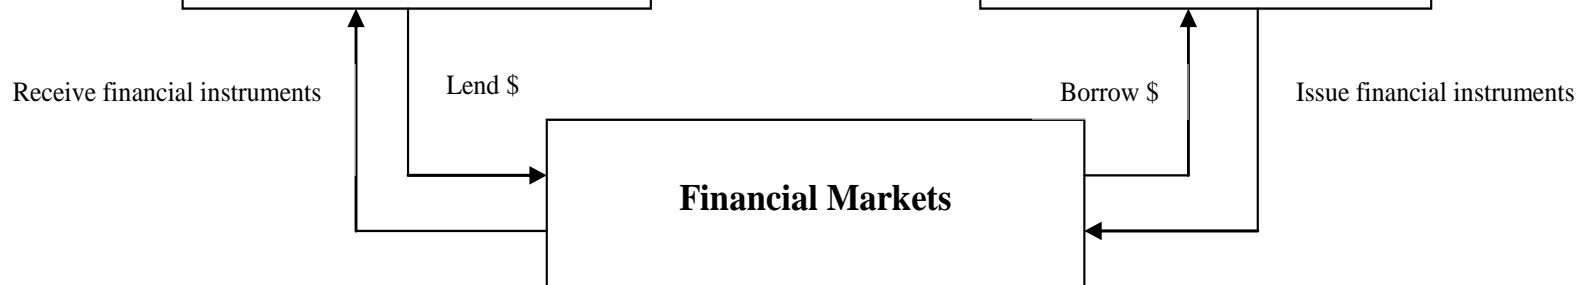 Receive financial instruments
Lend $
Borrow $
Issue financial instruments
Financial Markets